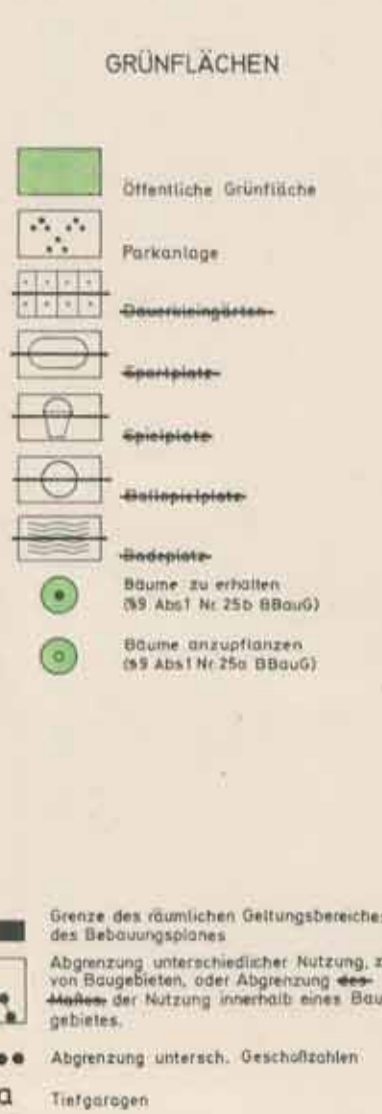 GRÜNFLÄCHEN
Öffentliche Grünfläche
Parkanlage
Dauerkleingärten
Sportplatz
Spielplatz
Ballspielplatz
Badeplatz
Bäume zu erhalten
(§9 Abs1 Nr. 25b BBauG)
Bäume anzupflanzen
(§9 Abs1 Nr. 25a BBauG)
Grenze des räumlichen Geltungsbereiches
des Bebauungsplanes
Abgrenzung unterschiedlicher Nutzung, z
von Baugebieten, oder Abgrenzung des
Maßes, der Nutzung innerhalb eines Bau
gebietes.
Abgrenzung untersch. Geschoßzahlen
a Tiefgaragen